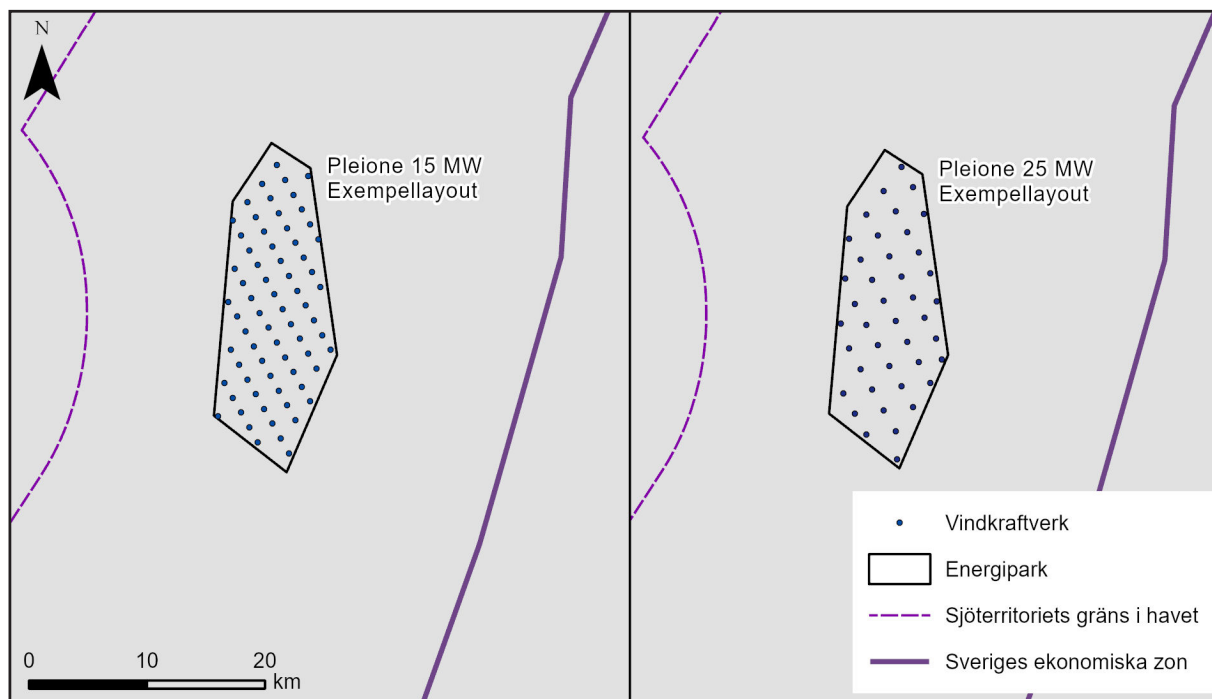 N
Pleione 15 MW
Exempellayout
Pleione 25 MW
Exempellayout
Vindkraftverk
Energipark
Sjöterritoriets gräns i havet
Sveriges ekonomiska zon
0 10 20
km